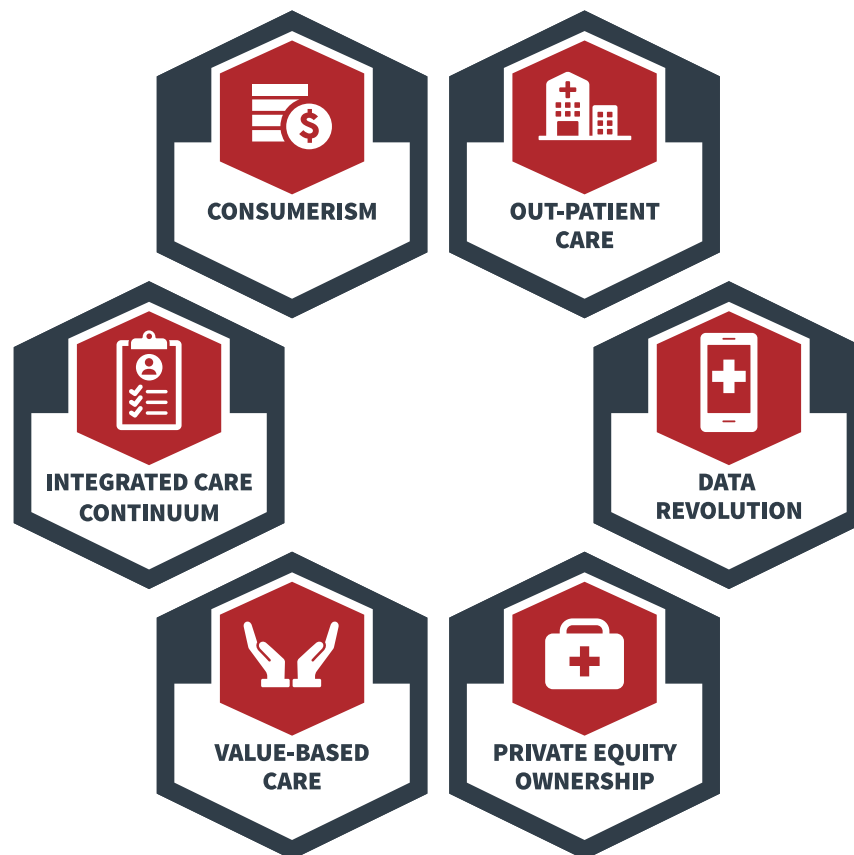 $
CONSUMERISM
OUT-PATIENT
CARE
INTEGRATED CARE
CONTINUUM
DATA
REVOLUTION
VALUE-BASED
CARE
PRIVATE EQUITY
OWNERSHIP